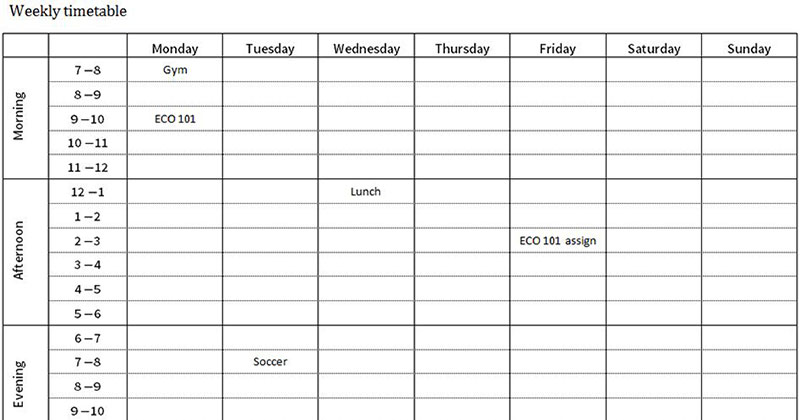 Weekly timetable
Monday Tuesday Wednesday Thursday Friday Saturday Sunday
Morning
7 – 8 Gym
8 – 9
9 – 10 ECO 101
10 – 11
11 – 12
Afternoon
12 – 1 Lunch
1 – 2
2 – 3 ECO 101 assign
3 – 4
4 – 5
5 – 6
Evening
6 – 7
7 – 8 Soccer
8 – 9
9 – 10